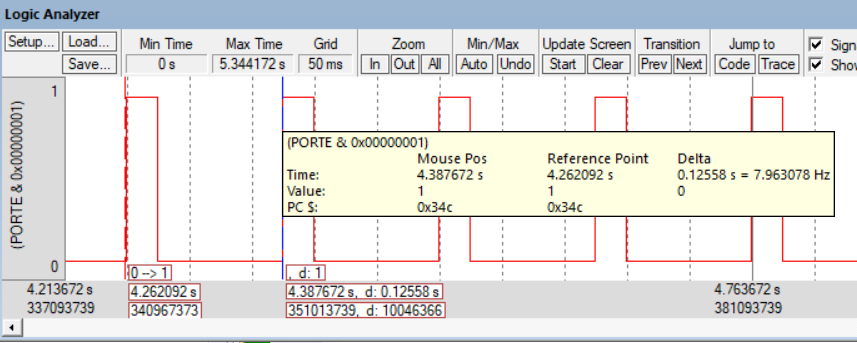 Logic Analyzer
Setup... Load... Min Time Max Time Grid Zoom Min/Max Update Screen Transition Jump to Sign
Save... 0 s 5.344172 s 50 ms In Out All Auto Undo Start Clear Prev Next Code Trace Show
1
(PORTE & 0x00000001)
0
(PORTE & 0x00000001)
Mouse Pos Reference Point Delta
Time: 4.387672 s 4.262092 s 0.12558 s = 7.963078 Hz
Value: 1 1 0
PC $: 0x34c 0x34c
0 --> 1 , d: 1
4.213672 s 4.262092 s 4.387672 s, d: 0.12558 s 4.763672 s
337093739 340967373 351013739, d: 10046366 381093739